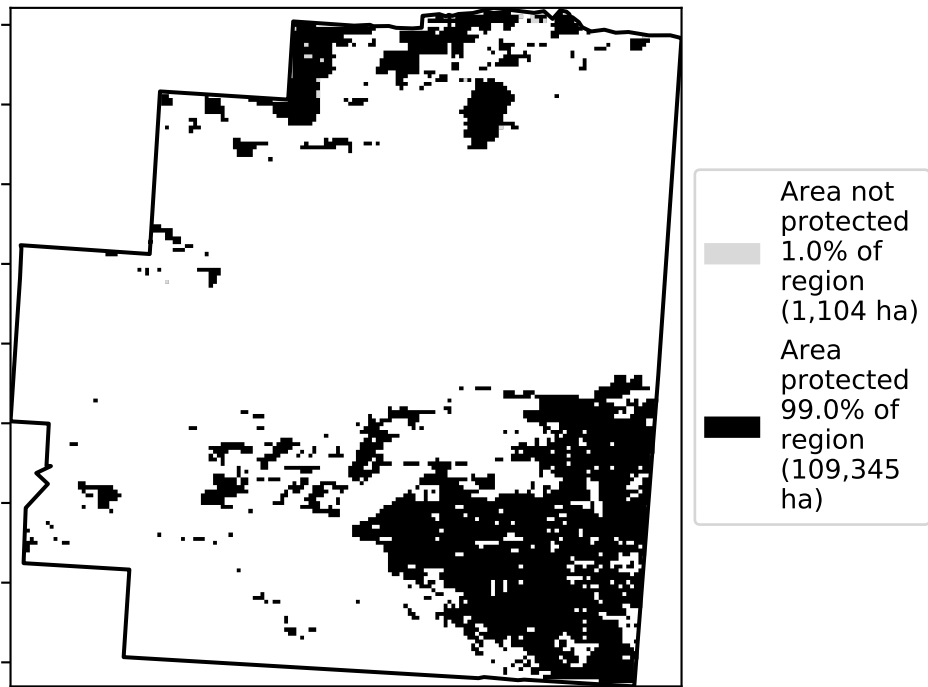 Area not
protected
1.0% of
region
(1,104 ha)
Area
protected
99.0% of
region
(109,345
ha)